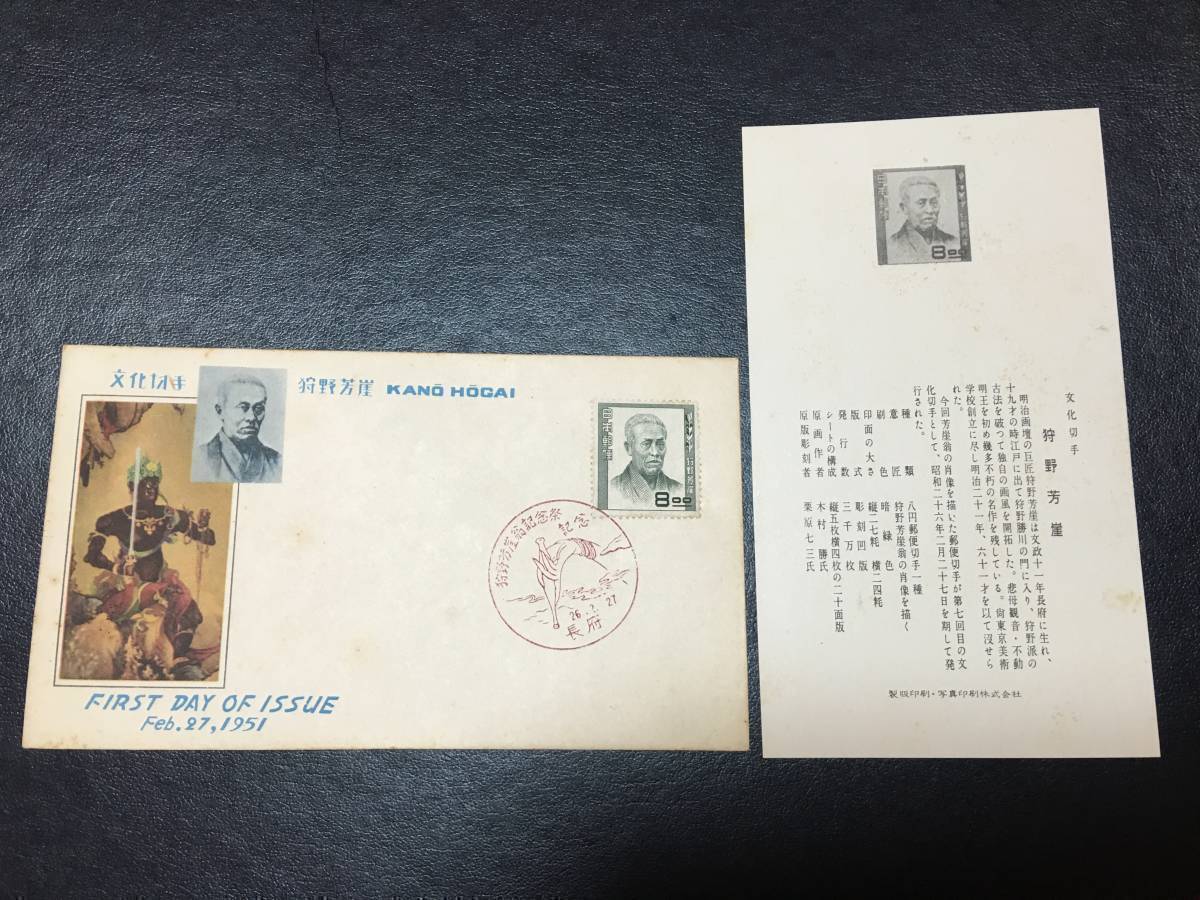 文化切手
狩野芳崖 KANŌ HŌGAI
日本郵便
狩野芳崖
8.00
狩野芳崖翁記念祭
記念
26.2.27
長府
FIRST DAY OF ISSUE
Feb.27,1951
日本郵便
狩野芳崖
8.00
文化切手
狩野芳崖
明治画壇の巨匠狩野芳崖は文政十一年長府に生れ、
十九才の時江戸に出て狩野勝川の門に入り、狩野派の
古法を破つて独自の画風を開拓した。悲母観音・不動
明王を初め幾多不朽の名作を残している。尙東京美術
学校創立に尽し明治二十一年、六十一才を以て沒せら
れた。
今回芳崖翁の肖像を描いた郵便切手が第七回目の文
化切手として、昭和二十六年二月二十七日を期して発
行された。
種類 八円郵便切手一種
意匠 狩野芳崖翁の肖像を描く
刷色 暗緑色
印面の大さ 縦二七粍 横二四粍
版式 彫刻凹版
発行数 三千万枚
シートの構成 縦五枚横四枚の二十面版
原画作者 木村勝氏
原版彫刻者 栗原七三氏
製版印刷・写真印刷株式会社